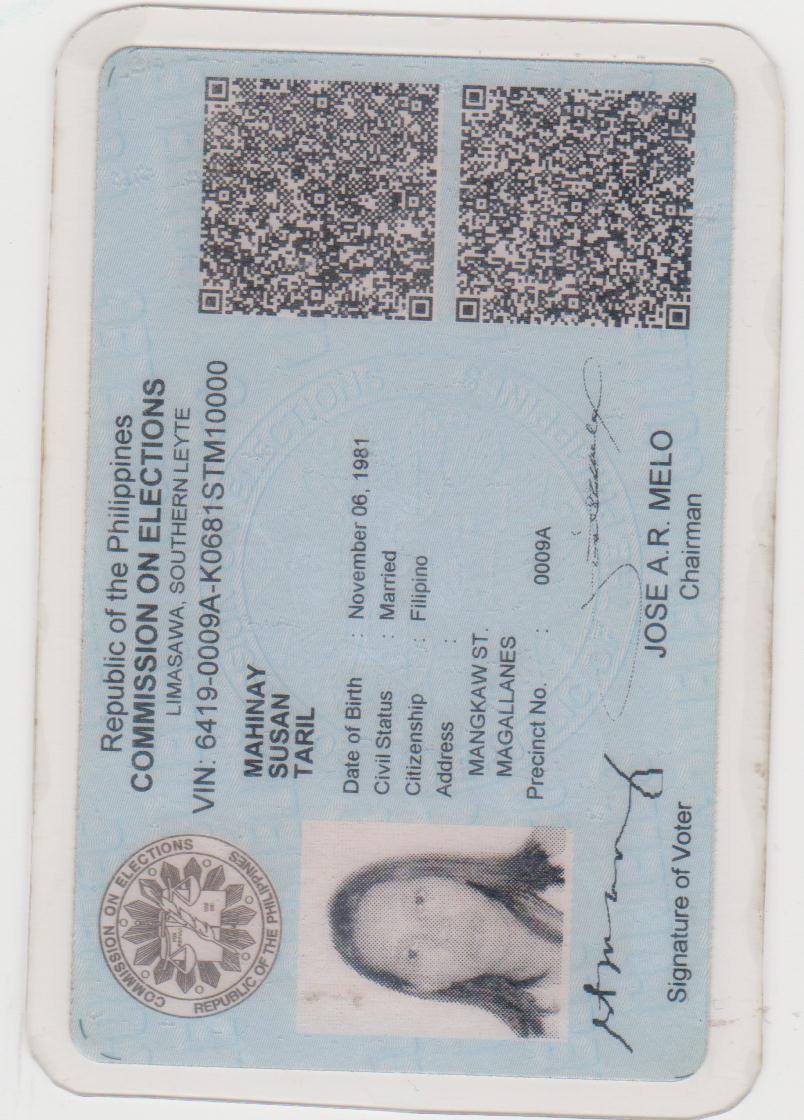 Republic of the Philippines
COMMISSION ON ELECTIONS
LIMASAWA, SOUTHERN LEYTE
VIN: 6419-0009A-K0681STM10000
COMMISSION ON ELECTIONS
REPUBLIC OF THE PHILIPPINES
MAHINAY
SUSAN
TARIL
Date of Birth : November 06, 1981
Civil Status : Married
Citizenship : Filipino
Address :
MANGKAW ST.
MAGALLANES
Precinct No. : 0009A
Signature of Voter
JOSE A.R. MELO
Chairman